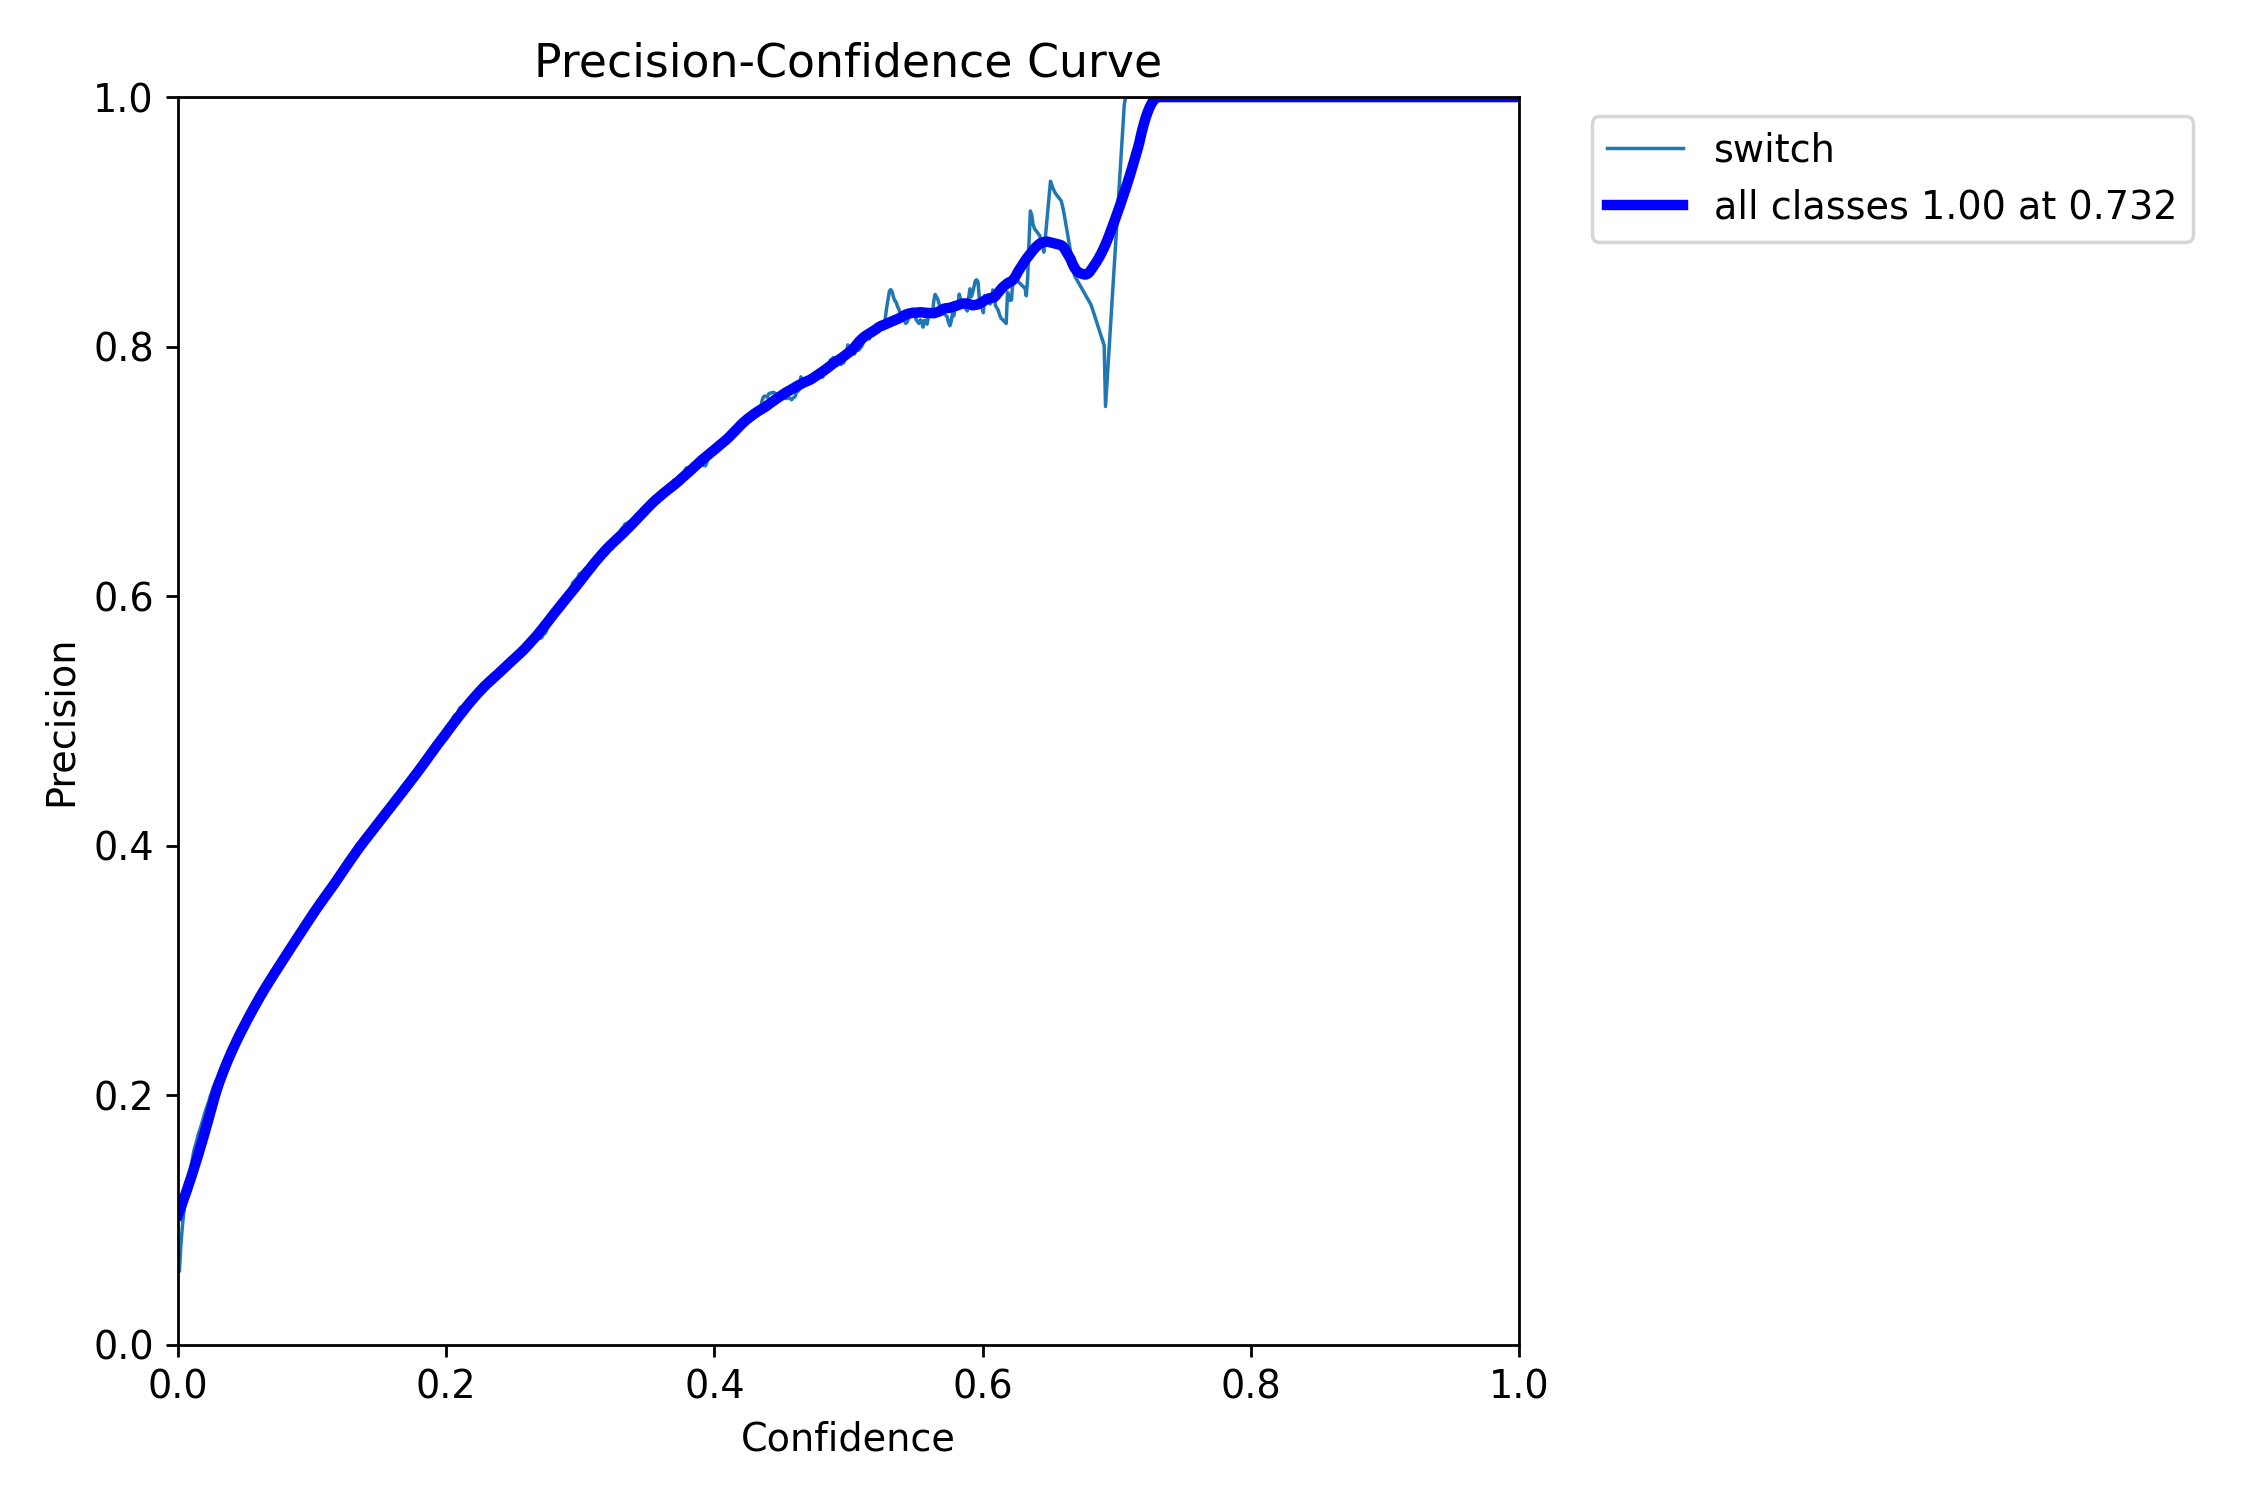 Precision-Confidence Curve
switch
all classes 1.00 at 0.732
Precision
1.0
0.8
0.6
0.4
0.2
0.0
0.0 0.2 0.4 0.6 0.8 1.0
Confidence